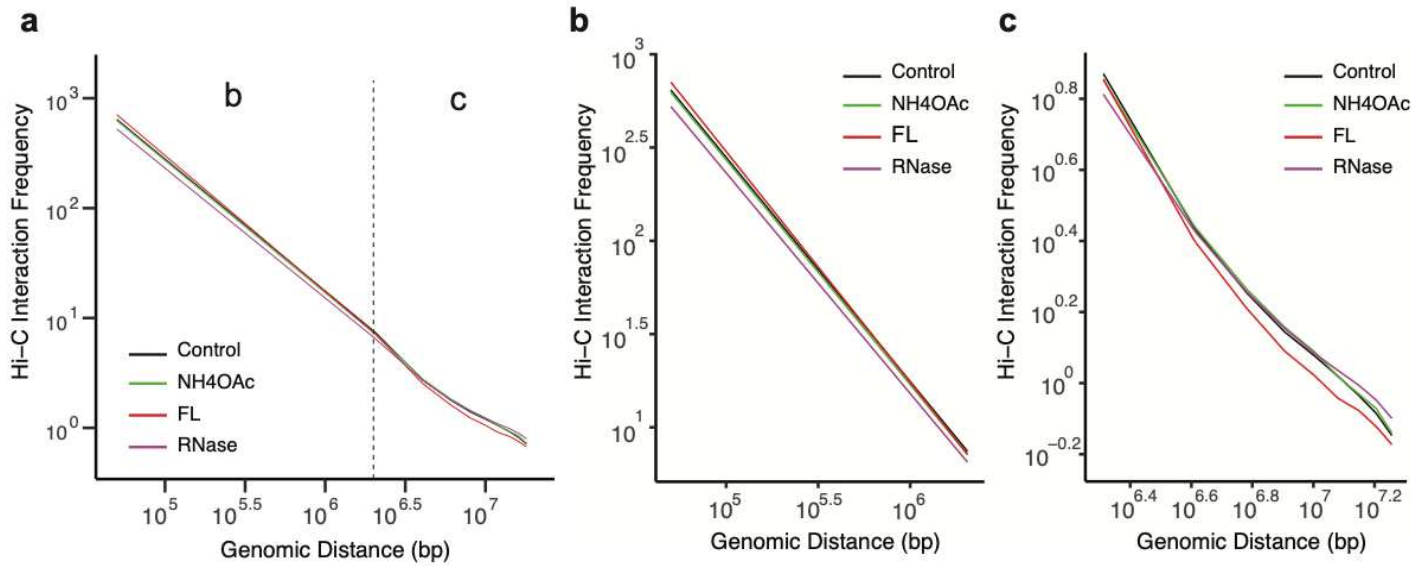 a
Hi–C Interaction Frequency
10^3
10^2
10^1
10^0
b
c
Control
NH4OAc
FL
RNase
10^5
10^5.5
10^6
10^6.5
10^7
Genomic Distance (bp)
b
Hi–C Interaction Frequency
10^3
10^2.5
10^2
10^1.5
10^1
Control
NH4OAc
FL
RNase
10^5
10^5.5
10^6
Genomic Distance (bp)
c
Hi–C Interaction Frequency
10^0.8
10^0.6
10^0.4
10^0.2
10^0
10^−0.2
Control
NH4OAc
FL
RNase
10^6.4
10^6.6
10^6.8
10^7
10^7.2
Genomic Distance (bp)